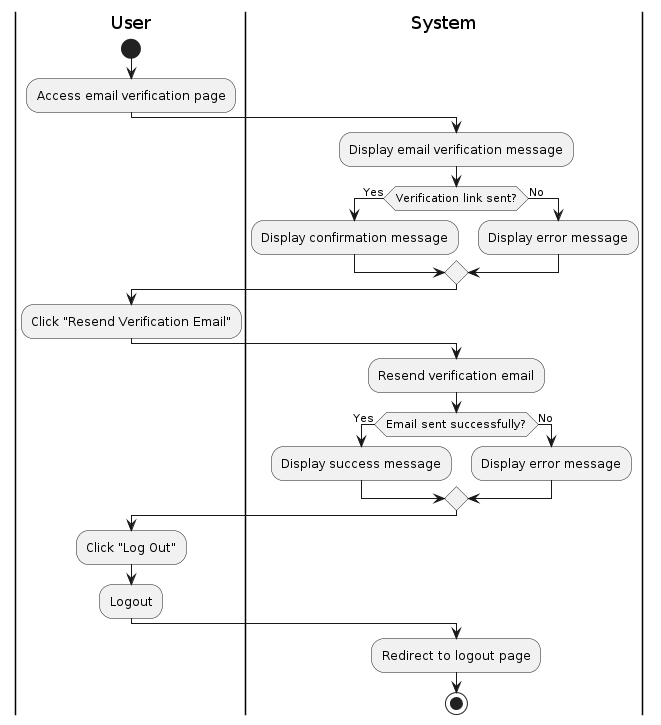 User
System
Access email verification page
Display email verification message
Yes
Verification link sent?
No
Display confirmation message
Display error message
Click "Resend Verification Email"
Resend verification email
Yes
Email sent successfully?
No
Display success message
Display error message
Click "Log Out"
Logout
Redirect to logout page